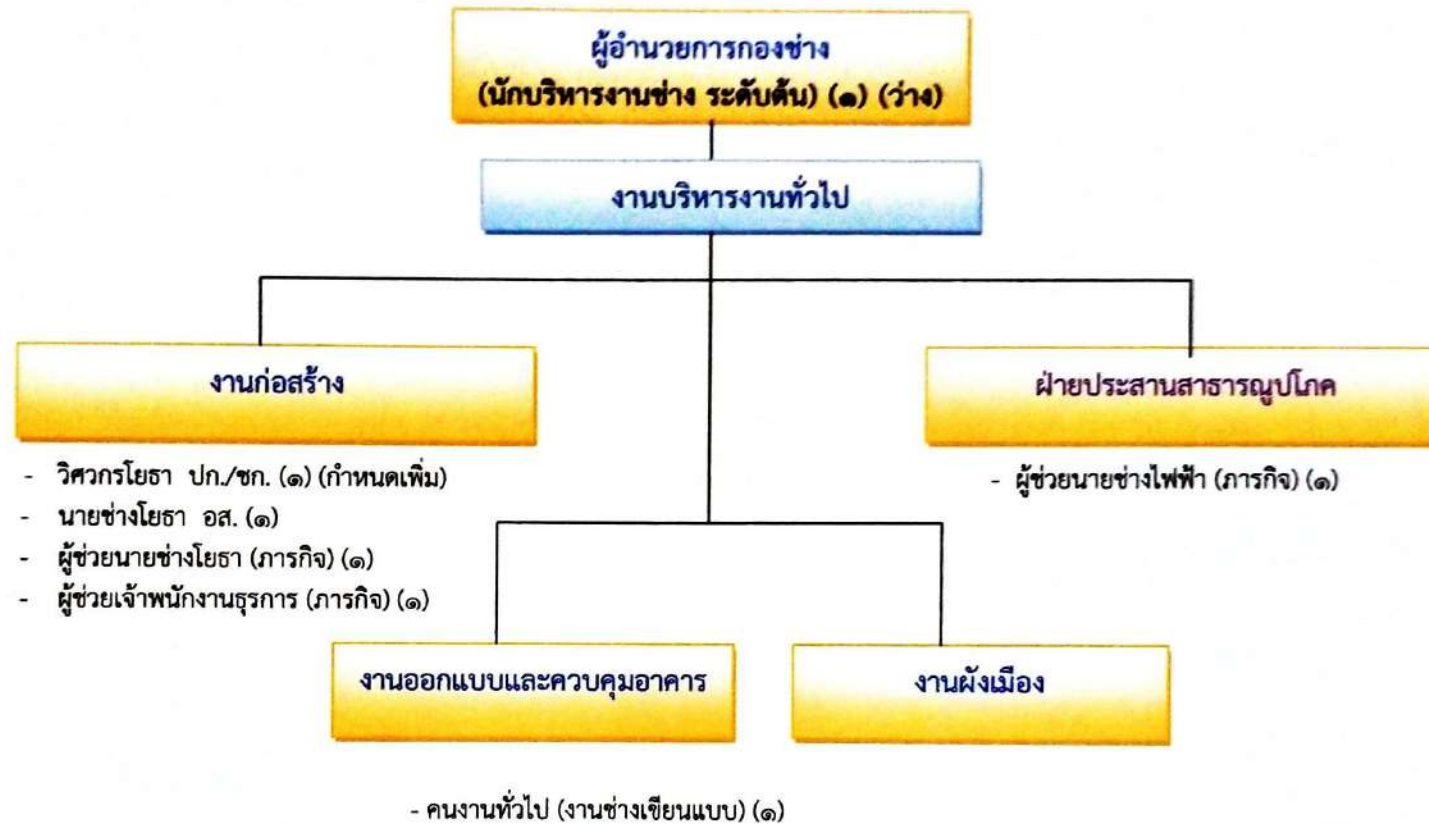 ผู้อำนวยการกองช่าง
(นักบริหารงานช่าง ระดับต้น) (๑) (ว่าง)
งานบริหารงานทั่วไป
งานก่อสร้าง
- วิศวกรโยธา ปก./ชก. (๑) (กำหนดเพิ่ม)
- นายช่างโยธา อส. (๑)
- ผู้ช่วยนายช่างโยธา (ภารกิจ) (๑)
- ผู้ช่วยเจ้าพนักงานธุรการ (ภารกิจ) (๑)
ฝ่ายประสานสาธารณูปโภค
- ผู้ช่วยนายช่างไฟฟ้า (ภารกิจ) (๑)
งานออกแบบและควบคุมอาคาร
งานผังเมือง
- คนงานทั่วไป (งานช่างเขียนแบบ) (๑)